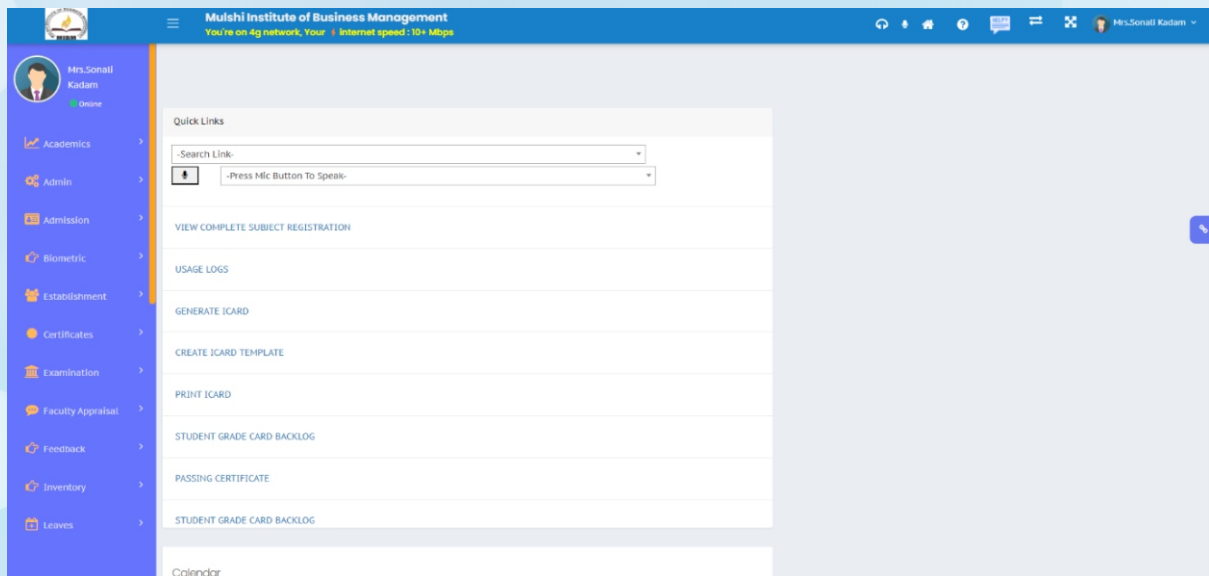 MIBM
Mulshi Institute of Business Management
You're on 4g network, Your internet speed : 10+ Mbps
HELP?
Mrs.Sonali Kadam
Mrs.Sonali
Kadam
Online
Academics
Admin
Admission
Biometric
Establishment
Certificates
Examination
Faculty Appraisal
Feedback
Inventory
Leaves
Quick Links
-Search Link-
-Press Mic Button To Speak-
VIEW COMPLETE SUBJECT REGISTRATION
USAGE LOGS
GENERATE ICARD
CREATE ICARD TEMPLATE
PRINT ICARD
STUDENT GRADE CARD BACKLOG
PASSING CERTIFICATE
STUDENT GRADE CARD BACKLOG
Calendar